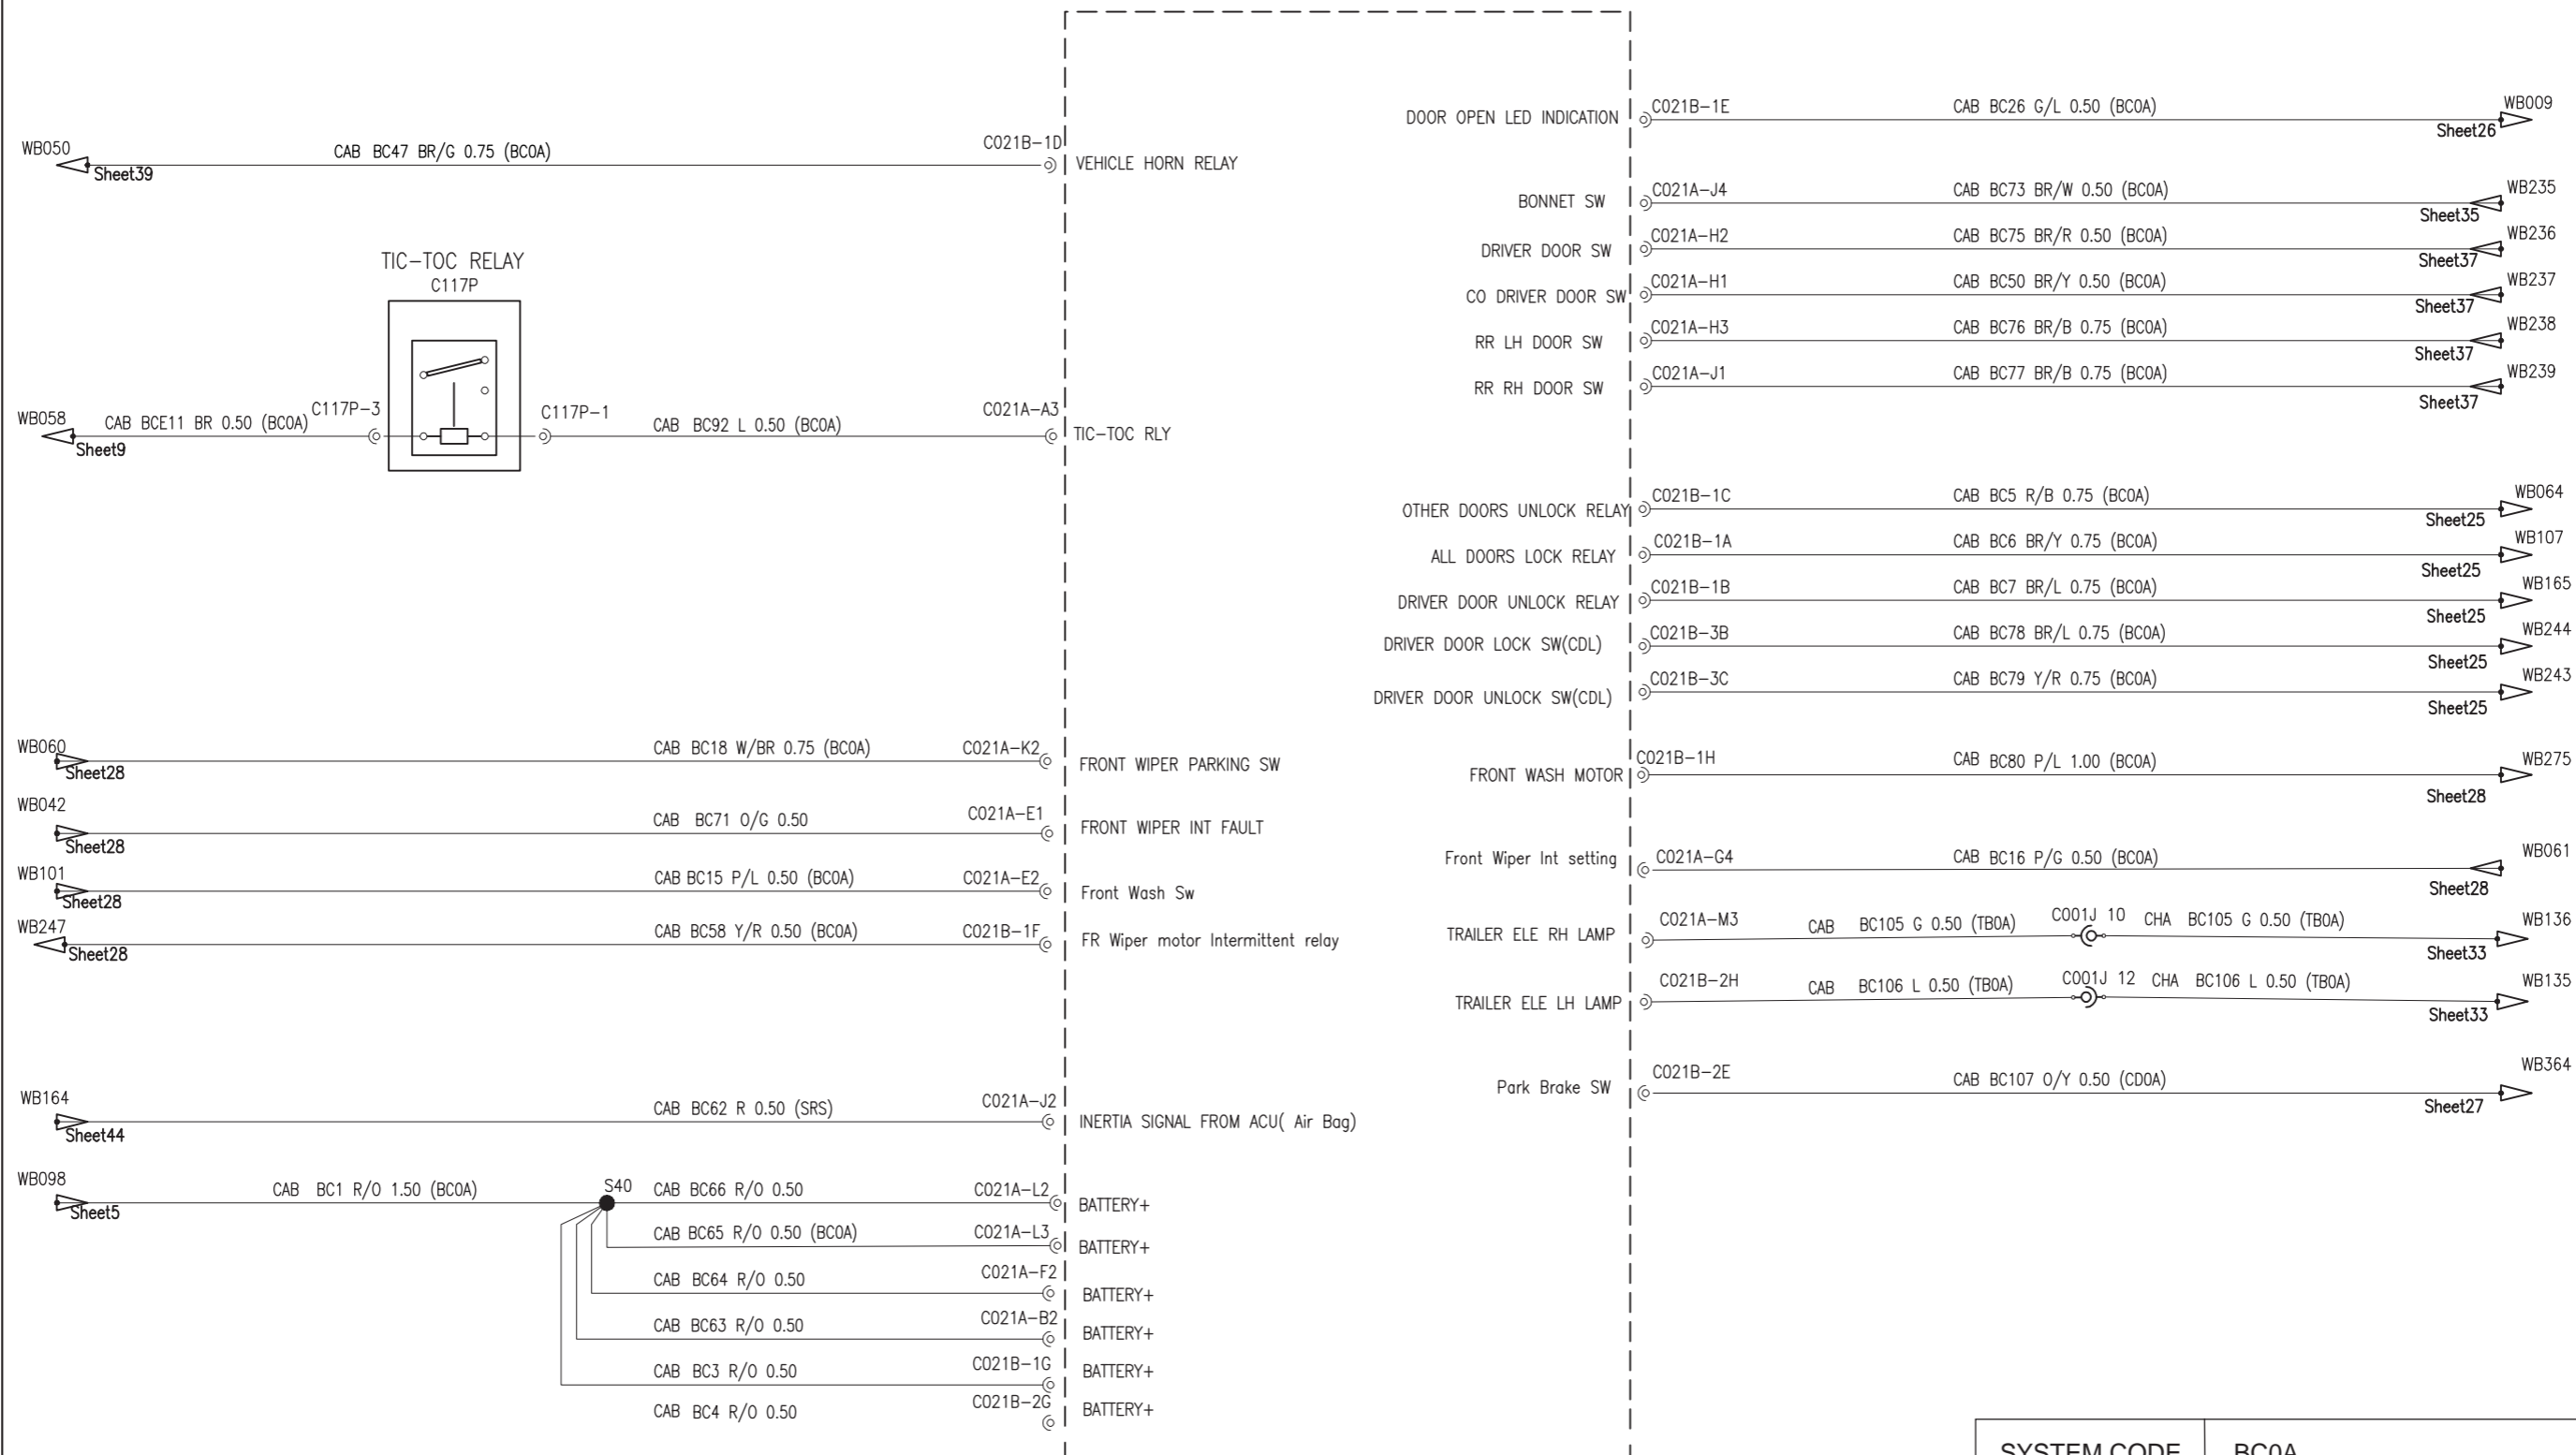 WB050
Sheet39
CAB BC47 BR/G 0.75 (BC0A)
C021B-1D
VEHICLE HORN RELAY
TIC-TOC RELAY
C117P
WB058
Sheet9
CAB BCE11 BR 0.50 (BC0A)
C117P-3
C117P-1
CAB BC92 L 0.50 (BC0A)
C021A-A3
TIC-TOC RLY
WB060
Sheet28
CAB BC18 W/BR 0.75 (BC0A)
C021A-K2
FRONT WIPER PARKING SW
WB042
Sheet28
CAB BC71 O/G 0.50
C021A-E1
FRONT WIPER INT FAULT
WB101
Sheet28
CAB BC15 P/L 0.50 (BC0A)
C021A-E2
Front Wash Sw
WB247
Sheet28
CAB BC58 Y/R 0.50 (BC0A)
C021B-1F
FR Wiper motor Intermittent relay
WB164
Sheet44
CAB BC62 R 0.50 (SRS)
C021A-J2
INERTIA SIGNAL FROM ACU( Air Bag)
WB098
Sheet5
CAB BC1 R/O 1.50 (BC0A)
S40
CAB BC66 R/O 0.50
C021A-L2
BATTERY+
CAB BC65 R/O 0.50 (BC0A)
C021A-L3
BATTERY+
CAB BC64 R/O 0.50
C021A-F2
BATTERY+
CAB BC63 R/O 0.50
C021A-B2
BATTERY+
CAB BC3 R/O 0.50
C021B-1G
BATTERY+
CAB BC4 R/O 0.50
C021B-2G
BATTERY+
DOOR OPEN LED INDICATION
C021B-1E
CAB BC26 G/L 0.50 (BC0A)
WB009
Sheet26
BONNET SW
C021A-J4
CAB BC73 BR/W 0.50 (BC0A)
WB235
Sheet35
DRIVER DOOR SW
C021A-H2
CAB BC75 BR/R 0.50 (BC0A)
WB236
Sheet37
CO DRIVER DOOR SW
C021A-H1
CAB BC50 BR/Y 0.50 (BC0A)
WB237
Sheet37
RR LH DOOR SW
C021A-H3
CAB BC76 BR/B 0.75 (BC0A)
WB238
Sheet37
RR RH DOOR SW
C021A-J1
CAB BC77 BR/B 0.75 (BC0A)
WB239
Sheet37
OTHER DOORS UNLOCK RELAY
C021B-1C
CAB BC5 R/B 0.75 (BC0A)
WB064
Sheet25
ALL DOORS LOCK RELAY
C021B-1A
CAB BC6 BR/Y 0.75 (BC0A)
WB107
Sheet25
DRIVER DOOR UNLOCK RELAY
C021B-1B
CAB BC7 BR/L 0.75 (BC0A)
WB165
Sheet25
DRIVER DOOR LOCK SW(CDL)
C021B-3B
CAB BC78 BR/L 0.75 (BC0A)
WB244
Sheet25
DRIVER DOOR UNLOCK SW(CDL)
C021B-3C
CAB BC79 Y/R 0.75 (BC0A)
WB243
Sheet25
FRONT WASH MOTOR
C021B-1H
CAB BC80 P/L 1.00 (BC0A)
WB275
Sheet28
Front Wiper Int setting
C021A-G4
CAB BC16 P/G 0.50 (BC0A)
WB061
Sheet28
TRAILER ELE RH LAMP
C021A-M3
CAB BC105 G 0.50 (TB0A)
C001J 10
CHA BC105 G 0.50 (TB0A)
WB136
Sheet33
TRAILER ELE LH LAMP
C021B-2H
CAB BC106 L 0.50 (TB0A)
C001J 12
CHA BC106 L 0.50 (TB0A)
WB135
Sheet33
Park Brake SW
C021B-2E
CAB BC107 O/Y 0.50 (CD0A)
WB364
Sheet27
SYSTEM CODE
BC0A